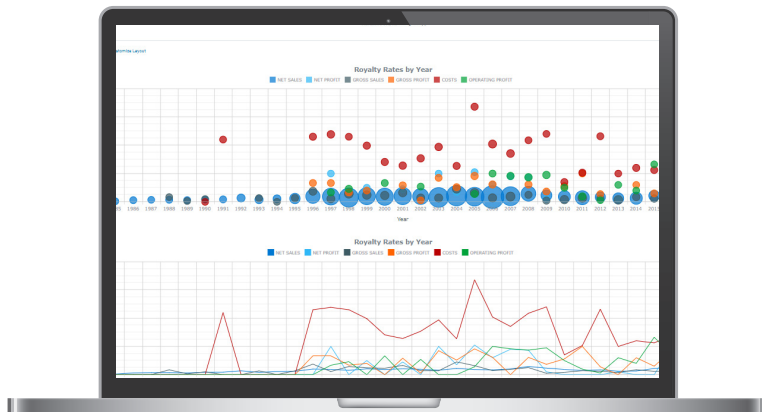 Royalty Rates by Year
NET SALES NET PROFIT GROSS SALES GROSS PROFIT COSTS OPERATING PROFIT
1986 1987 1988 1989 1990 1991 1992 1993 1994 1995 1996 1997 1998 1999 2000 2001 2002 2003 2004 2005 2006 2007 2008 2009 2010 2011 2012 2013 2014 2015
Year
Royalty Rates by Year
NET SALES NET PROFIT GROSS SALES GROSS PROFIT COSTS OPERATING PROFIT